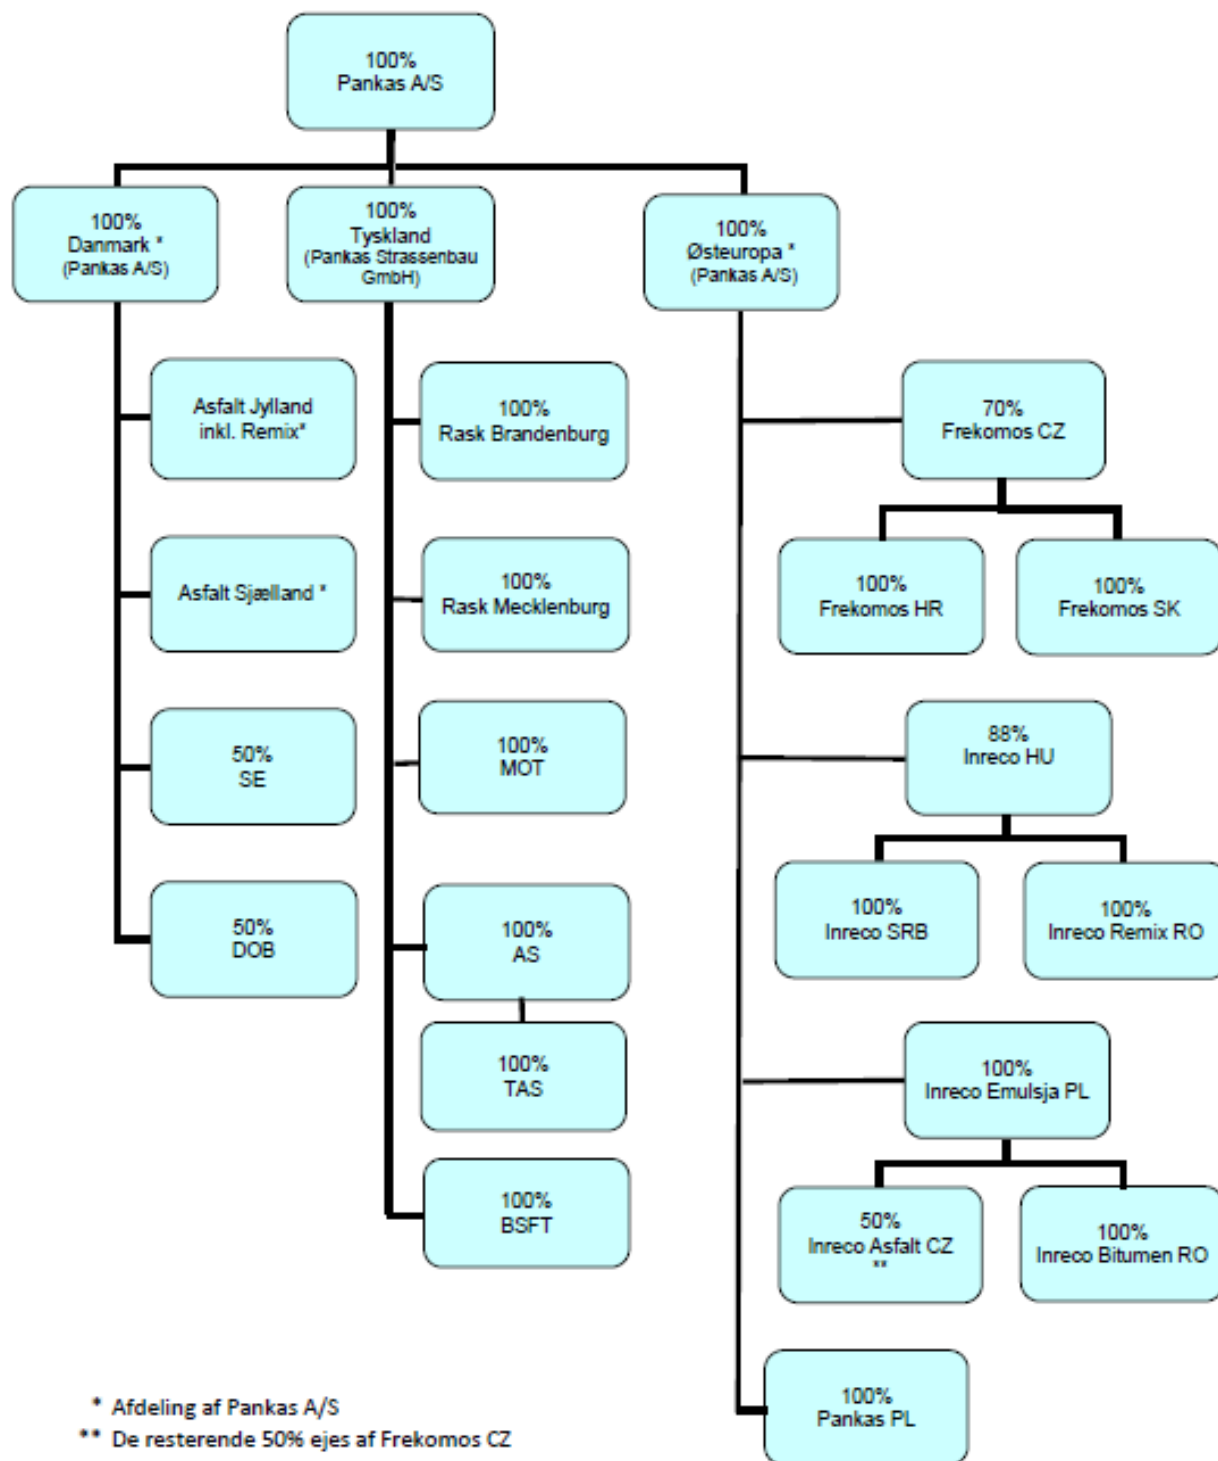 100%
Pankas A/S
100%
Danmark *
(Pankas A/S)
100%
Tyskland
(Pankas Strassenbau
GmbH)
100%
Østeuropa *
(Pankas A/S)
Asfalt Jylland
inkl. Remix*
Asfalt Sjælland *
50%
SE
50%
DOB
100%
Rask Brandenburg
100%
Rask Mecklenburg
100%
MOT
100%
AS
100%
TAS
100%
BSFT
70%
Frekomos CZ
100%
Frekomos HR
100%
Frekomos SK
88%
Inreco HU
100%
Inreco SRB
100%
Inreco Remix RO
100%
Inreco Emulsja PL
50%
Inreco Asfalt CZ
**
100%
Inreco Bitumen RO
100%
Pankas PL
* Afdeling af Pankas A/S
** De resterende 50% ejes af Frekomos CZ